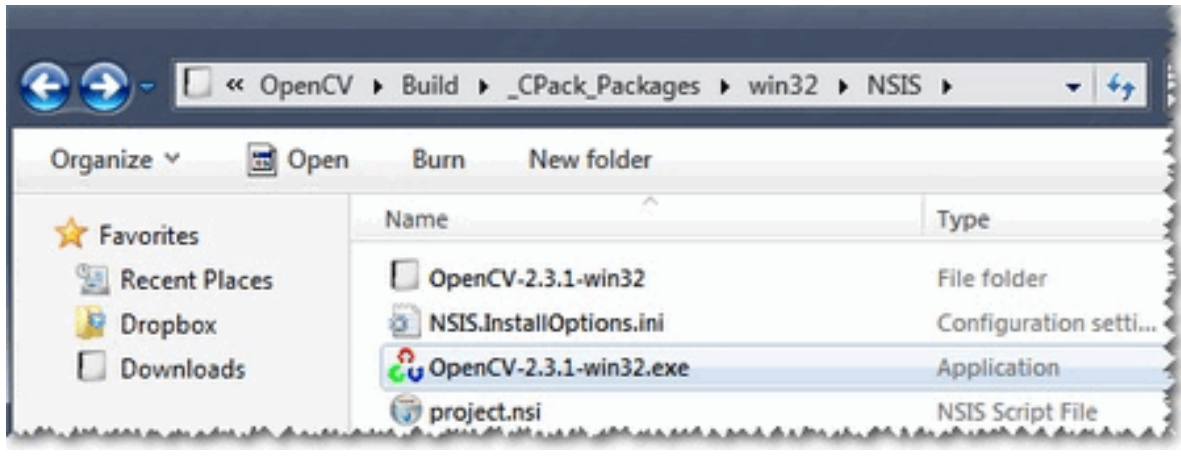 « OpenCV ▸ Build ▸ _CPack_Packages ▸ win32 ▸ NSIS ▸
Organize Open Burn New folder
Name Type
Favorites
Recent Places
Dropbox
Downloads
OpenCV-2.3.1-win32 File folder
NSIS.InstallOptions.ini Configuration setti...
OpenCV-2.3.1-win32.exe Application
project.nsi NSIS Script File